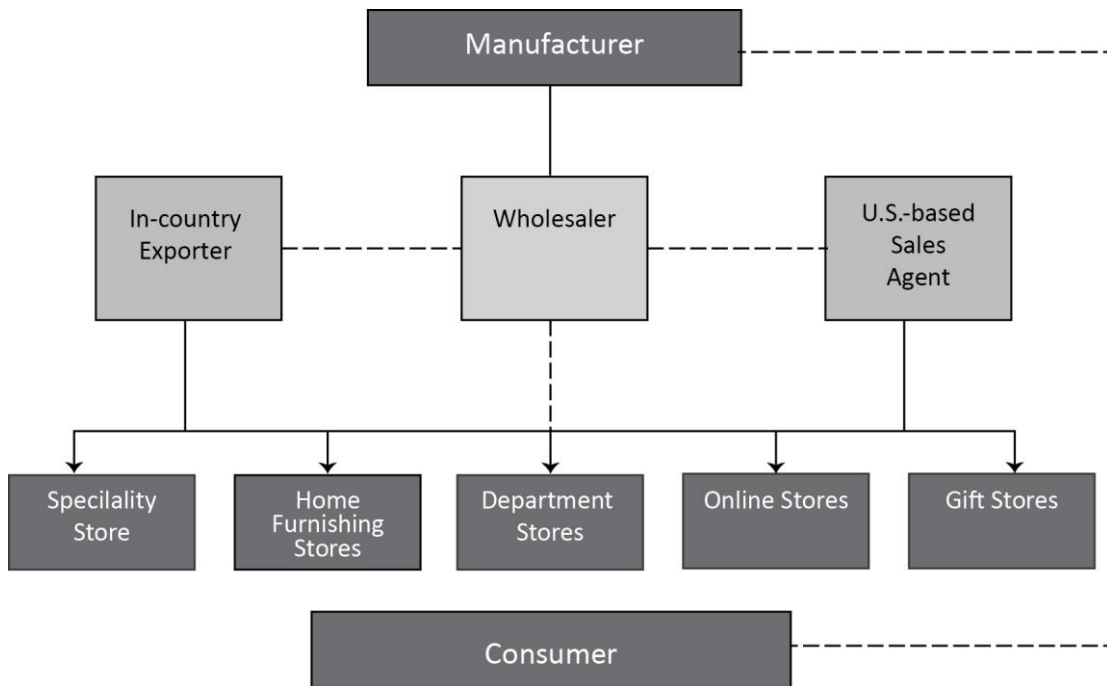 Manufacturer
In-country
Exporter
Wholesaler
U.S.-based
Sales
Agent
Specilality
Store
Home
Furnishing
Stores
Department
Stores
Online Stores
Gift Stores
Consumer